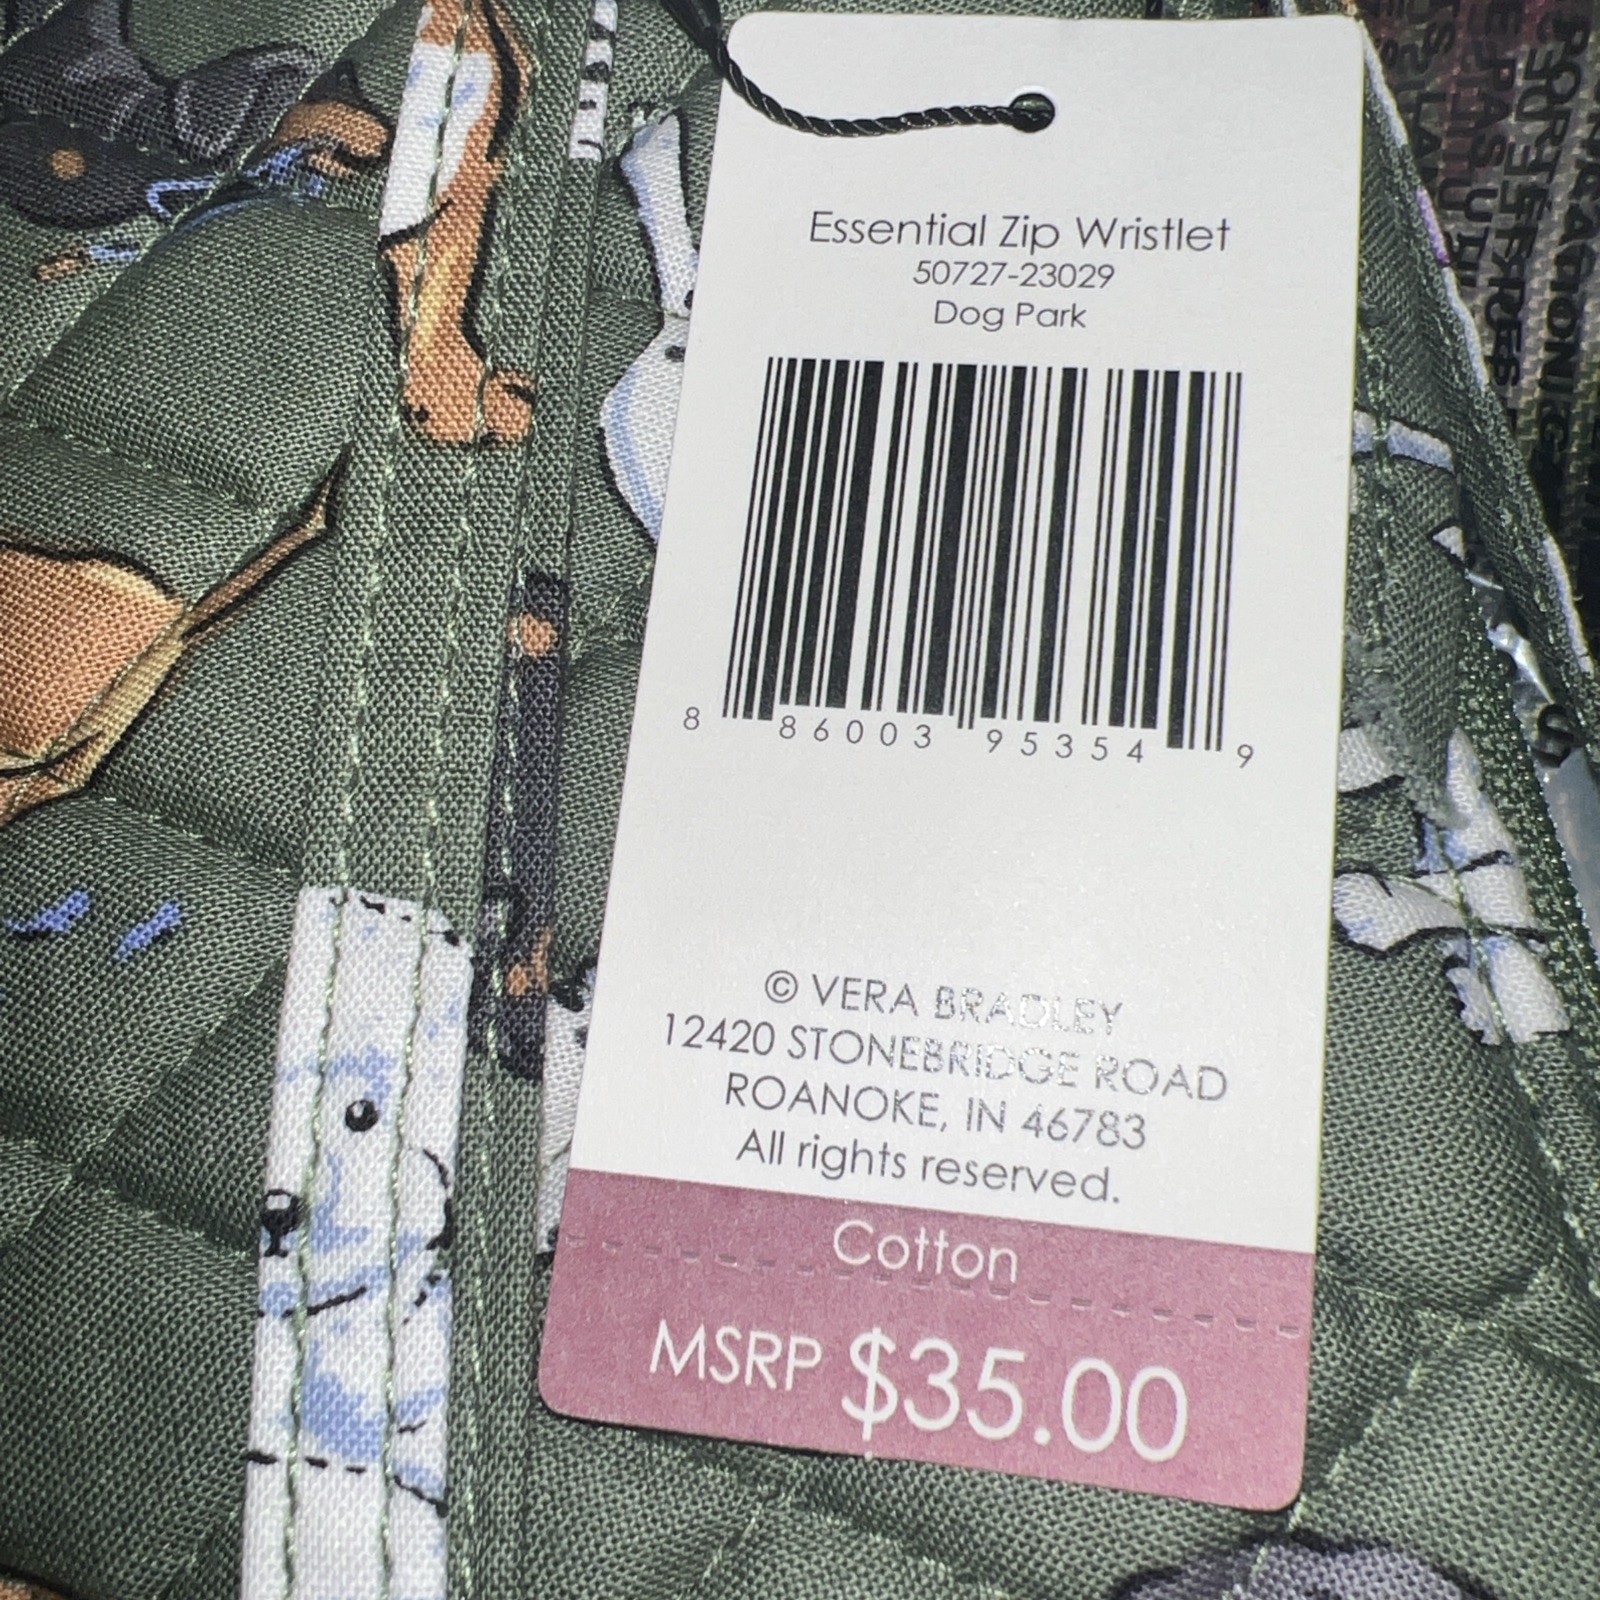 Essential Zip Wristlet
50727-23029
Dog Park
8 86003 95354 9
© VERA BRADLEY
12420 STONEBRIDGE ROAD
ROANOKE, IN 46783
All rights reserved.
Cotton
MSRP $35.00